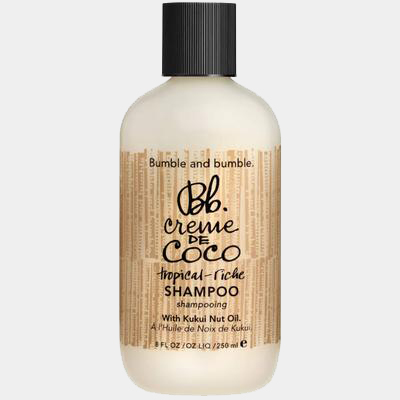 Bumble and bumble.
Bb.
creme
DE
COCO
tropical-riche
SHAMPOO
shampooing
With Kukui Nut Oil.
À l'Huile de Noix de Kukui.
8 FL OZ /OZ LIQ /250 ml e